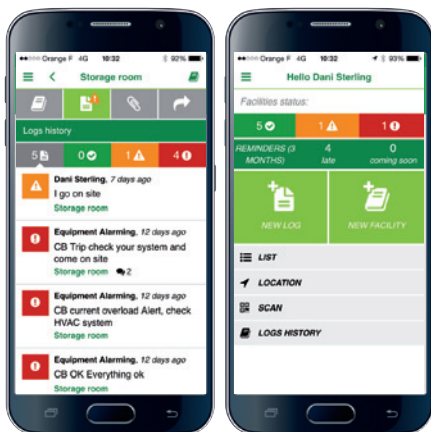 Orange F 4G 10:32 92%
Storage room
Logs history
5 0 1 4
Dani Sterling, 7 days ago
I go on site
Storage room
Equipment Alarming, 12 days ago
CB Trip check your system and
come on site
Storage room 2
Equipment Alarming, 12 days ago
CB current overload Alert, check
HVAC system
Storage room
Equipment Alarming, 12 days ago
CB OK Everything ok
Storage room
Orange F 4G 10:32 93%
Hello Dani Sterling
Facilities status:
5 1 1
REMINDERS (3
MONTHS)
4
late
0
coming soon
NEW LOG
NEW FACILITY
LIST
LOCATION
SCAN
LOGS HISTORY